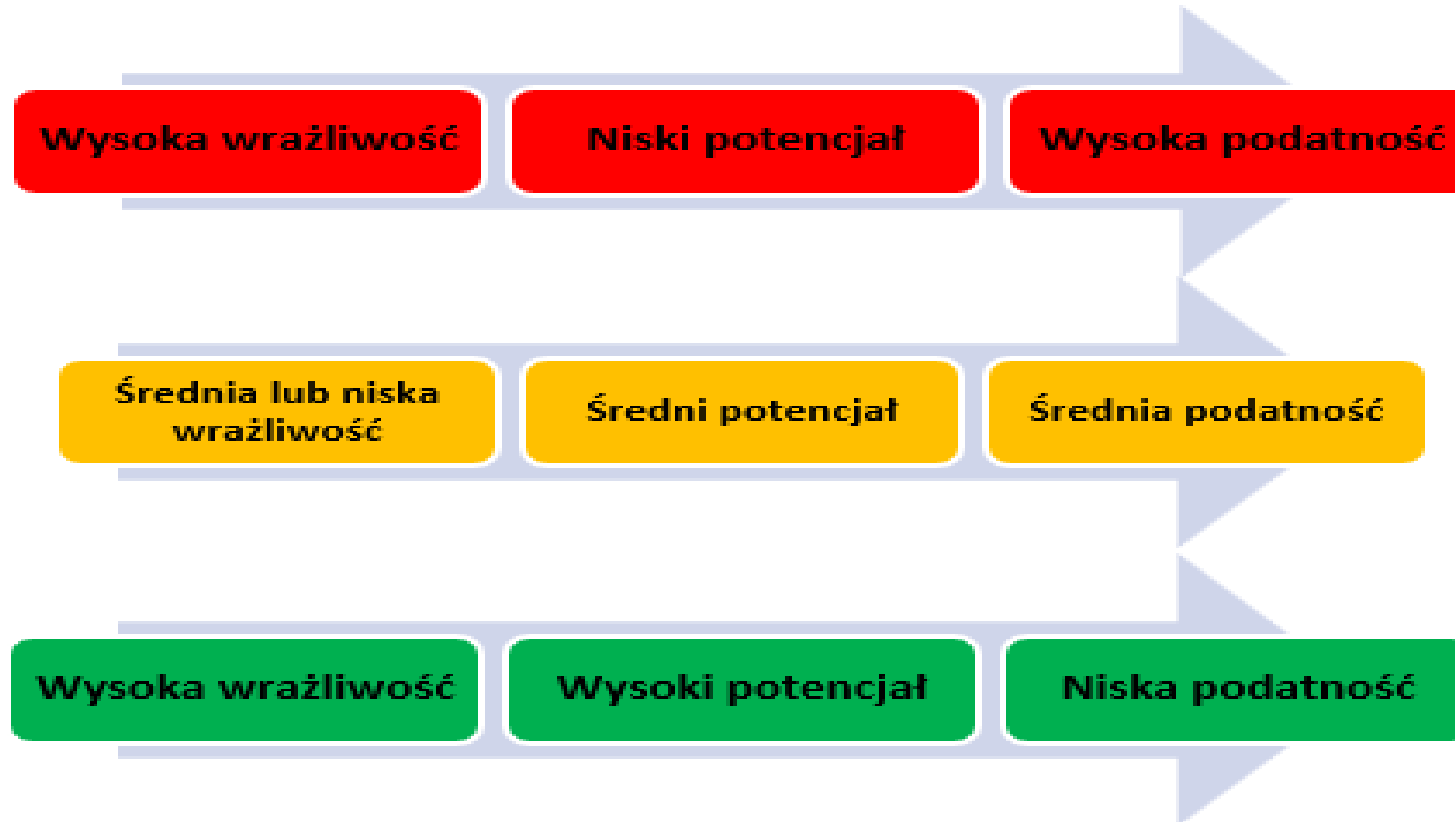 Wysoka wrażliwość
Niski potencjał
Wysoka podatność
Średnia lub niska
wrażliwość
Średni potencjał
Średnia podatność
Wysoka wrażliwość
Wysoki potencjał
Niska podatność